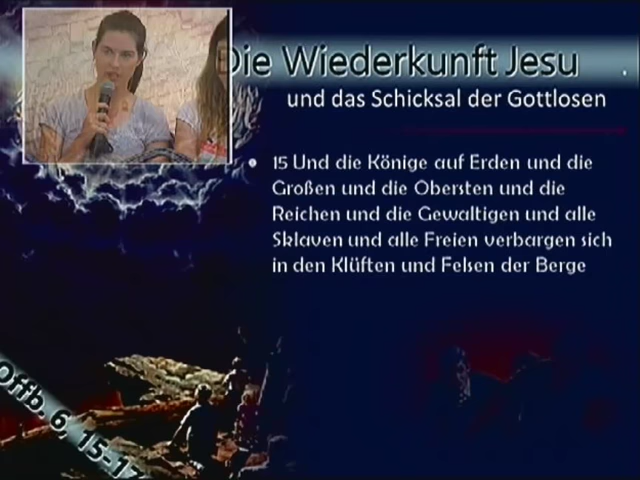 Die Wiederkunft Jesu
und das Schicksal der Gottlosen
15 Und die Könige auf Erden und die
Großen und die Obersten und die
Reichen und die Gewaltigen und alle
Sklaven und alle Freien verbargen sich
in den Klüften und Felsen der Berge
Offb. 6, 15-17